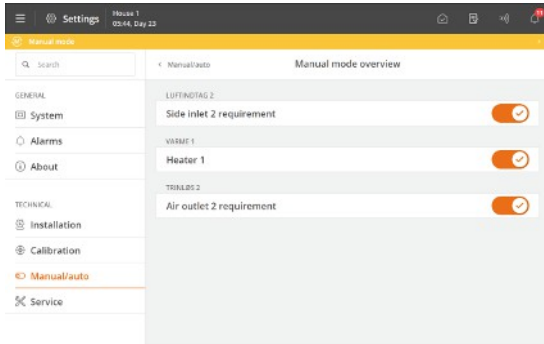 Settings
House 1
05:44, Day 23
11
Manual mode
Search
Manual/auto
Manual mode overview
GENERAL
System
Alarms
About
TECHNICAL
Installation
Calibration
Manual/auto
Service
LUFTINDTAG 2
Side inlet 2 requirement
VARME 1
Heater 1
TRINLØS 2
Air outlet 2 requirement